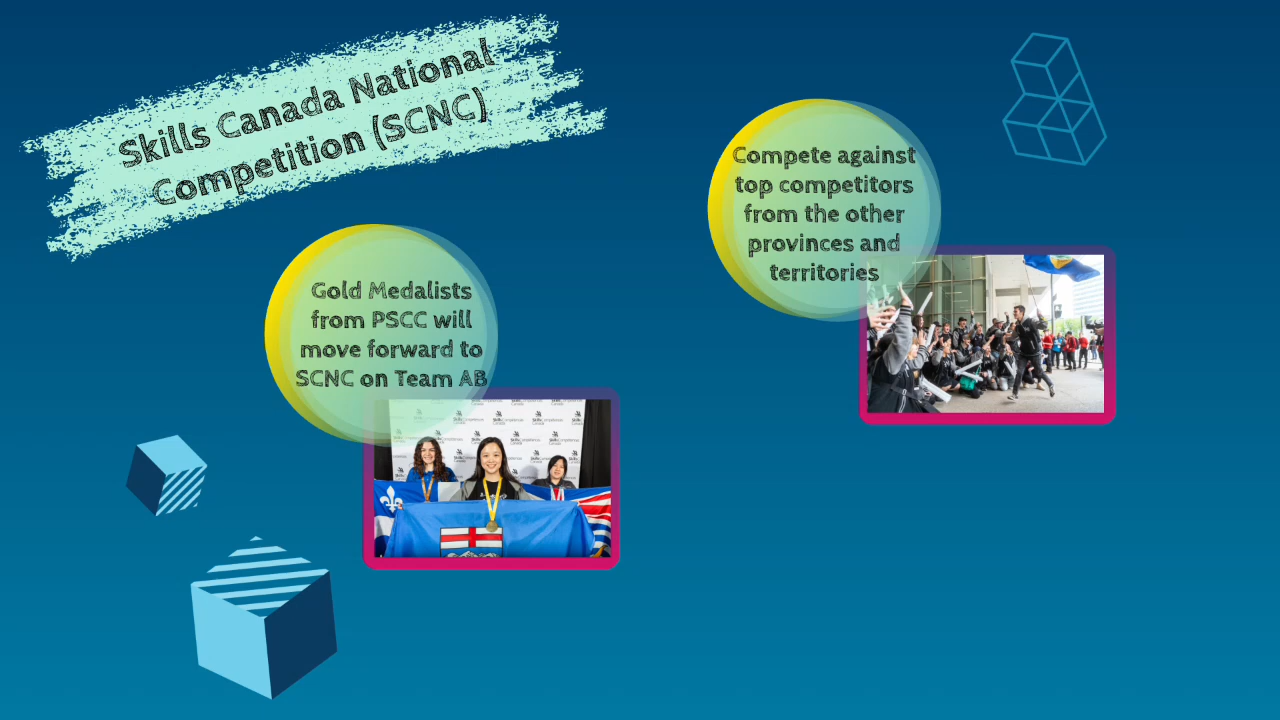 Skills Canada National
Competition (SCNC)
Gold Medalists
from PSCC will
move forward to
SCNC on Team AB
Compete against
top competitors
from the other
provinces and
territories